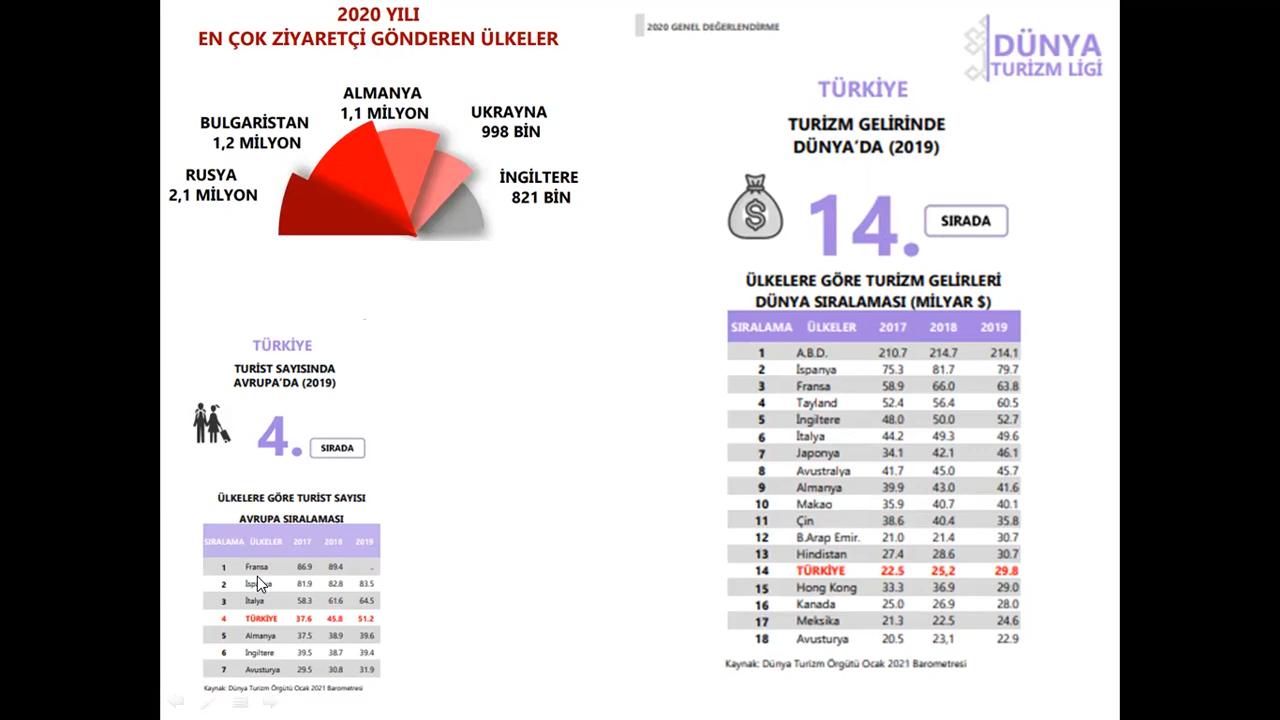 2020 YILI
EN ÇOK ZİYARETÇİ GÖNDEREN ÜLKELER
ALMANYA
1,1 MİLYON
BULGARİSTAN
1,2 MİLYON
UKRAYNA
998 BİN
RUSYA
2,1 MİLYON
İNGİLTERE
821 BİN
TÜRKİYE
TURİST SAYISINDA
AVRUPA'DA (2019)
4. SIRADA
ÜLKELERE GÖRE TURİST SAYISI
AVRUPA SIRALAMASI
SIRALAMA ÜLKELER 2017 2018 2019
1 Fransa 86.9 89.4 -
2 İspanya 81.9 82.8 83.5
3 İtalya 58.3 61.6 64.5
4 TÜRKİYE 37.6 45.8 51.2
5 Almanya 37.5 38.9 39.6
6 İngiltere 39.5 38.7 39.4
7 Avusturya 29.5 30.8 31.9
Kaynak: Dünya Turizm Örgütü Ocak 2021 Barometresi
2020 GENEL DEĞERLENDİRME
DÜNYA
TURİZM LİGİ
TÜRKİYE
TURİZM GELİRİNDE
DÜNYA'DA (2019)
$ 14. SIRADA
ÜLKELERE GÖRE TURİZM GELİRLERİ
DÜNYA SIRALAMASI (MİLYAR $)
SIRALAMA ÜLKELER 2017 2018 2019
1 A.B.D. 210.7 214.7 214.1
2 İspanya 75.3 81.7 79.7
3 Fransa 58.9 66.0 63.8
4 Tayland 52.4 56.4 60.5
5 İngiltere 48.0 50.0 52.7
6 İtalya 44.2 49.3 49.6
7 Japonya 34.1 42.1 46.1
8 Avustralya 41.7 45.0 45.7
9 Almanya 39.9 43.0 41.6
10 Makao 35.9 40.7 40.1
11 Çin 38.6 40.4 35.8
12 B.Arap Emir. 21.0 21.4 30.7
13 Hindistan 27.4 28.6 30.7
14 TÜRKİYE 22.5 25,2 29.8
15 Hong Kong 33.3 36.9 29.0
16 Kanada 25.0 26.9 28.0
17 Meksika 21.3 22.5 24.6
18 Avusturya 20.5 23,1 22.9
Kaynak: Dünya Turizm Örgütü Ocak 2021 Barometresi